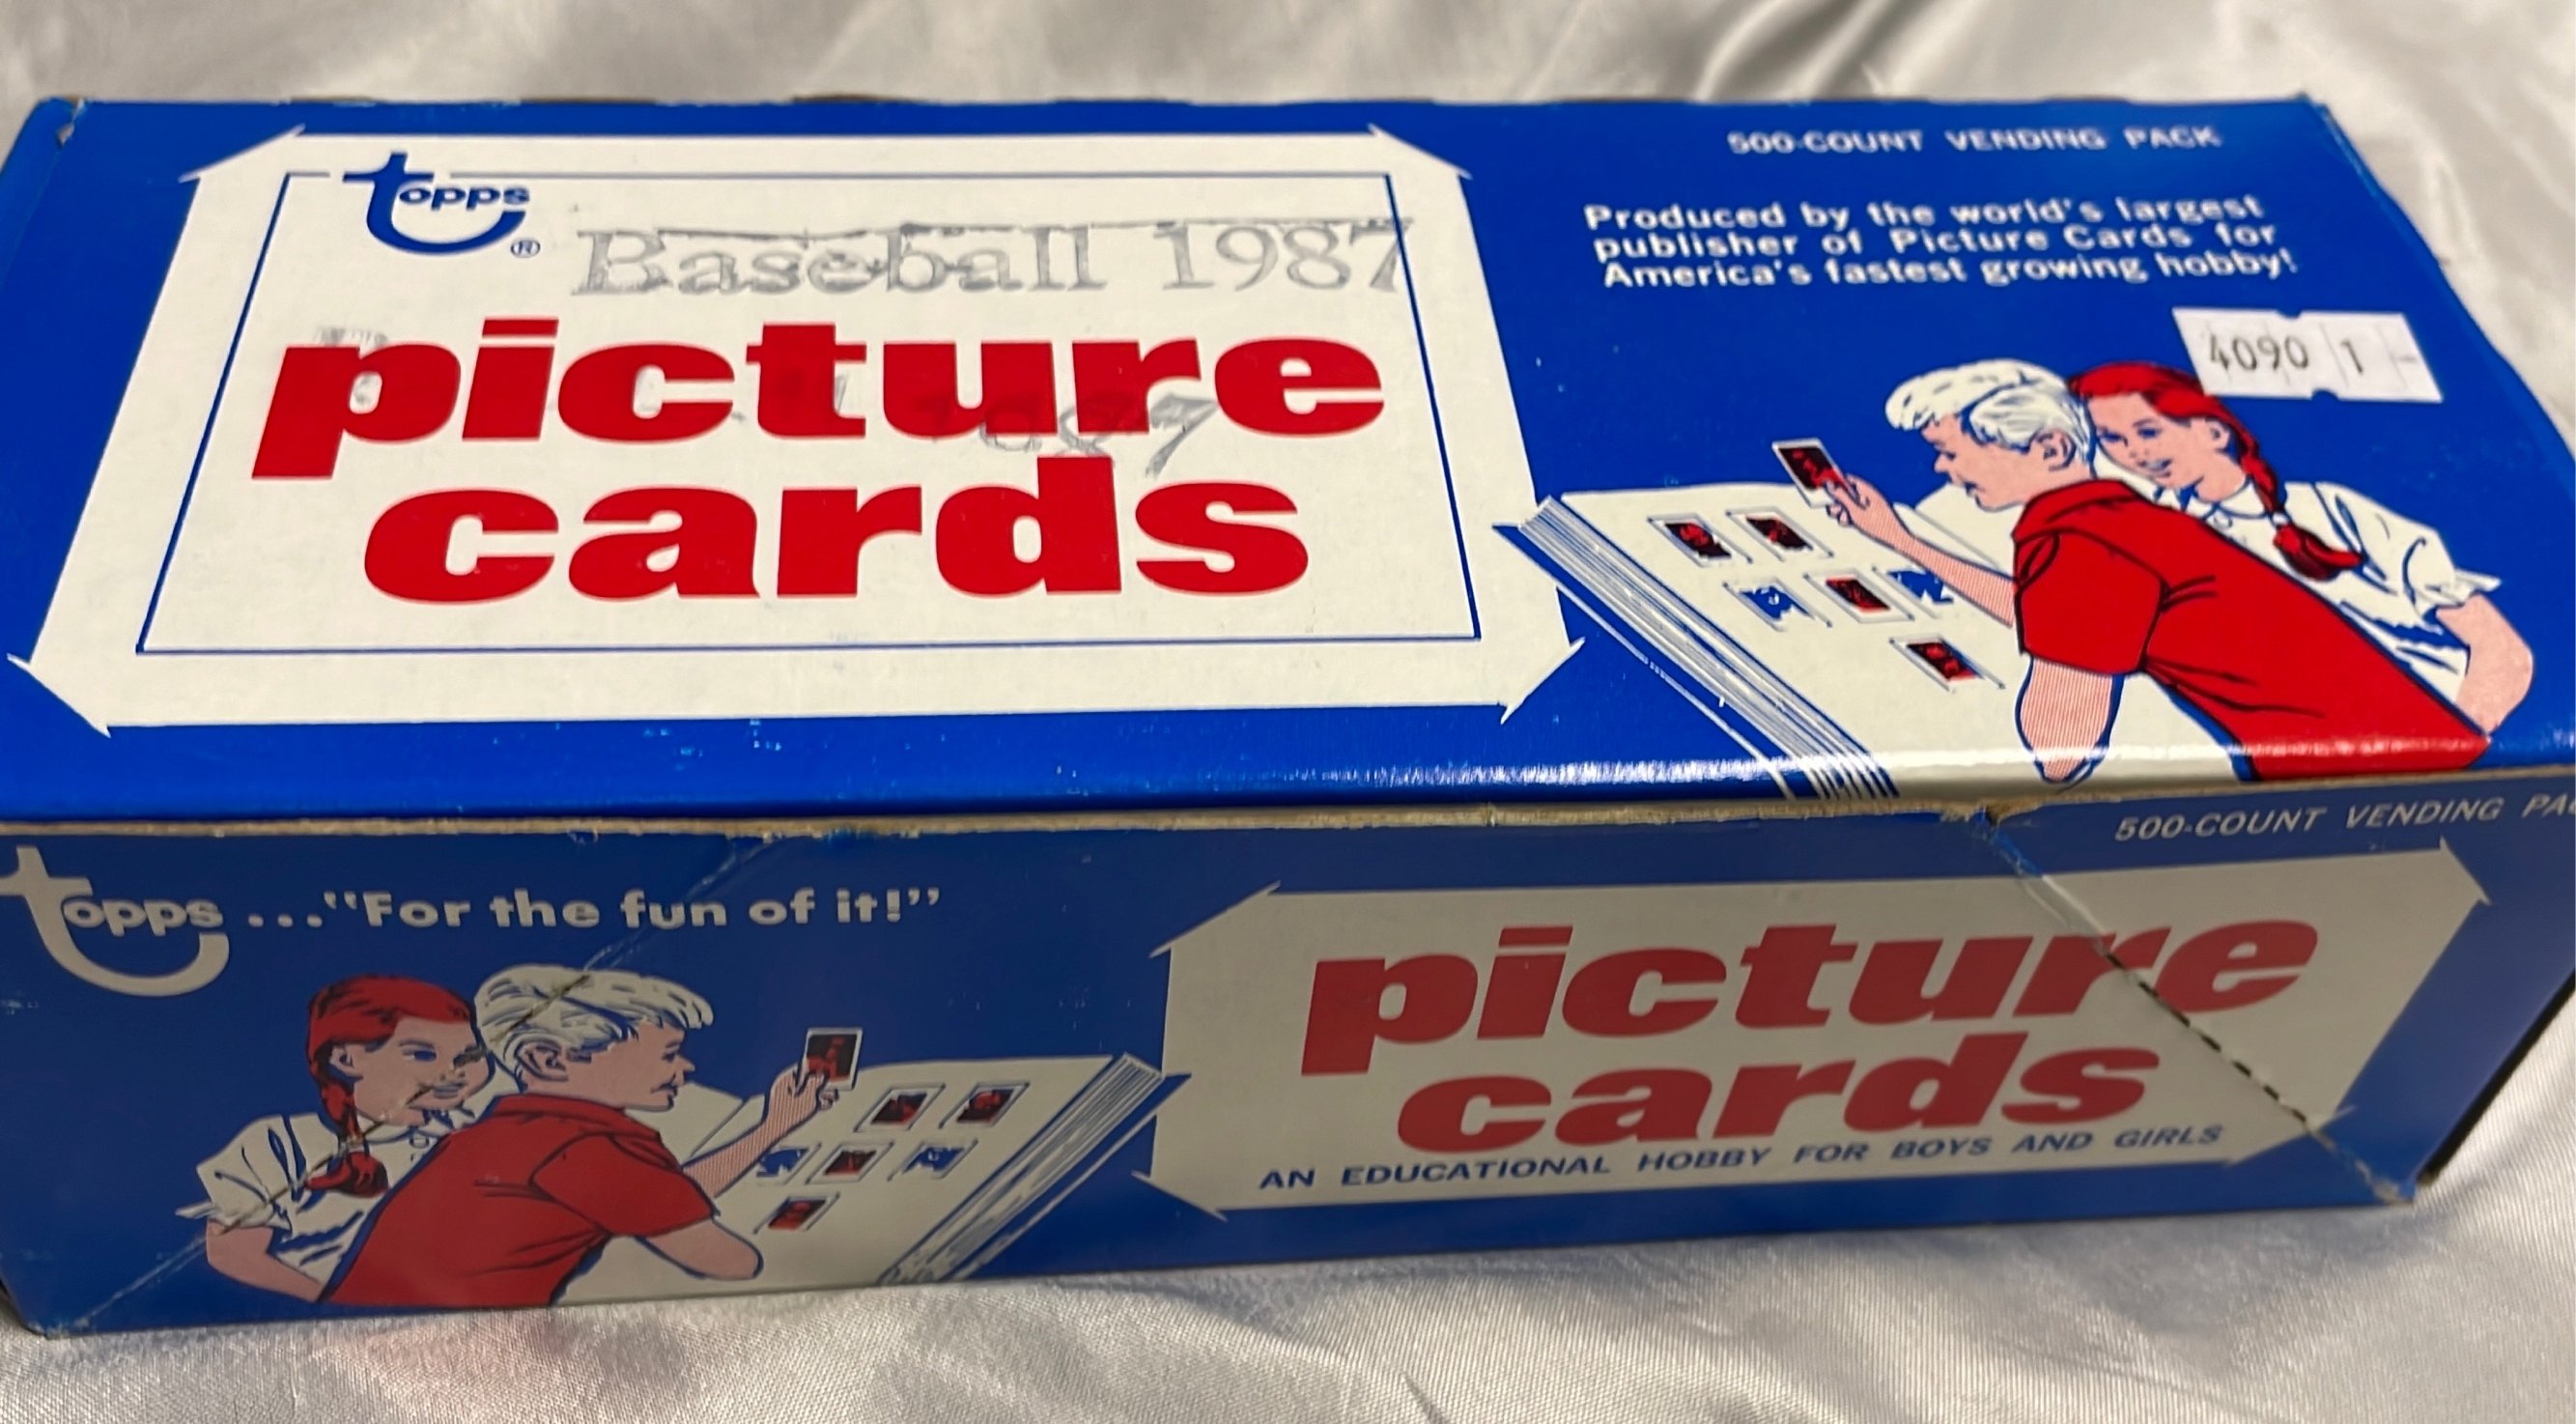 500-COUNT VENDING PACK
topps®
Baseball 1987
Produced by the world's largest
publisher of Picture Cards for
America's fastest growing hobby!
4090 1 -
picture
1987
cards
500-COUNT VENDING PA
topps ... "For the fun of it!"
picture
cards
AN EDUCATIONAL HOBBY FOR BOYS AND GIRLS